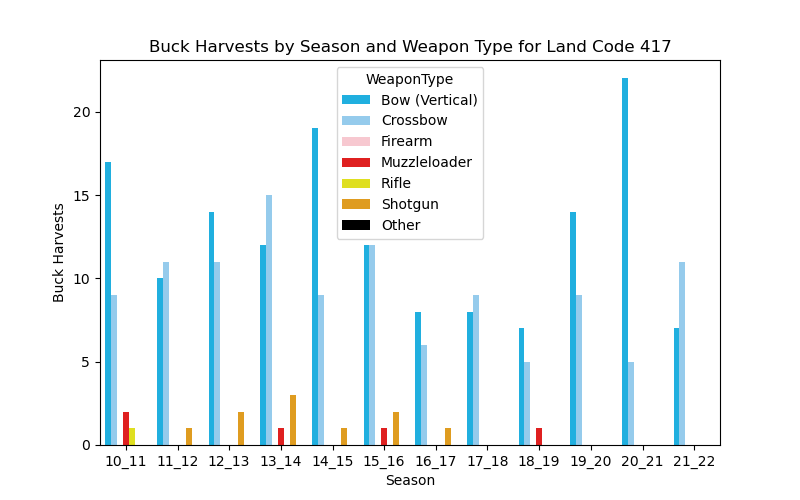 Buck Harvests by Season and Weapon Type for Land Code 417
WeaponType
Bow (Vertical)
Crossbow
Firearm
Muzzleloader
Rifle
Shotgun
Other
Buck Harvests
20
15
10
5
0
10_11 11_12 12_13 13_14 14_15 15_16 16_17 17_18 18_19 19_20 20_21 21_22
Season